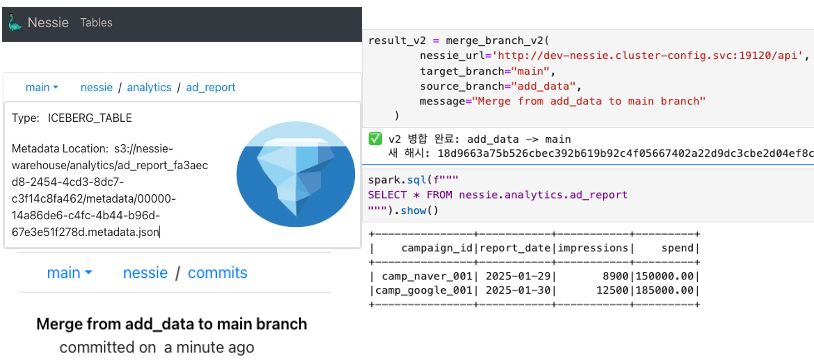 Nessie Tables
main nessie / analytics / ad_report
Type: ICEBERG_TABLE
Metadata Location: s3://nessie-
warehouse/analytics/ad_report_fa3aec
d8-2454-4cd3-8dc7-
c3f14c8fa462/metadata/00000-
14a86de6-c4fc-4b44-b96d-
67e3e51f278d.metadata.json
main nessie / commits
Merge from add_data to main branch
committed on a minute ago
result_v2 = merge_branch_v2(
nessie_url='http://dev-nessie.cluster-config.svc:19120/api',
target_branch="main",
source_branch="add_data",
message="Merge from add_data to main branch"
)
✅ v2 병합 완료: add_data -> main
새 해시: 18d9663a75b526cbec392b619b92c4f05667402a22d9dc3cbe2d04ef8c
spark.sql(f"""
SELECT * FROM nessie.analytics.ad_report
""").show()
+---------------+-----------+-----------+---------+
|    campaign_id|report_date|impressions|    spend|
+---------------+-----------+-----------+---------+
| camp_naver_001| 2025-01-29|       8900|150000.00|
|camp_google_001| 2025-01-30|      12500|185000.00|
+---------------+-----------+-----------+---------+